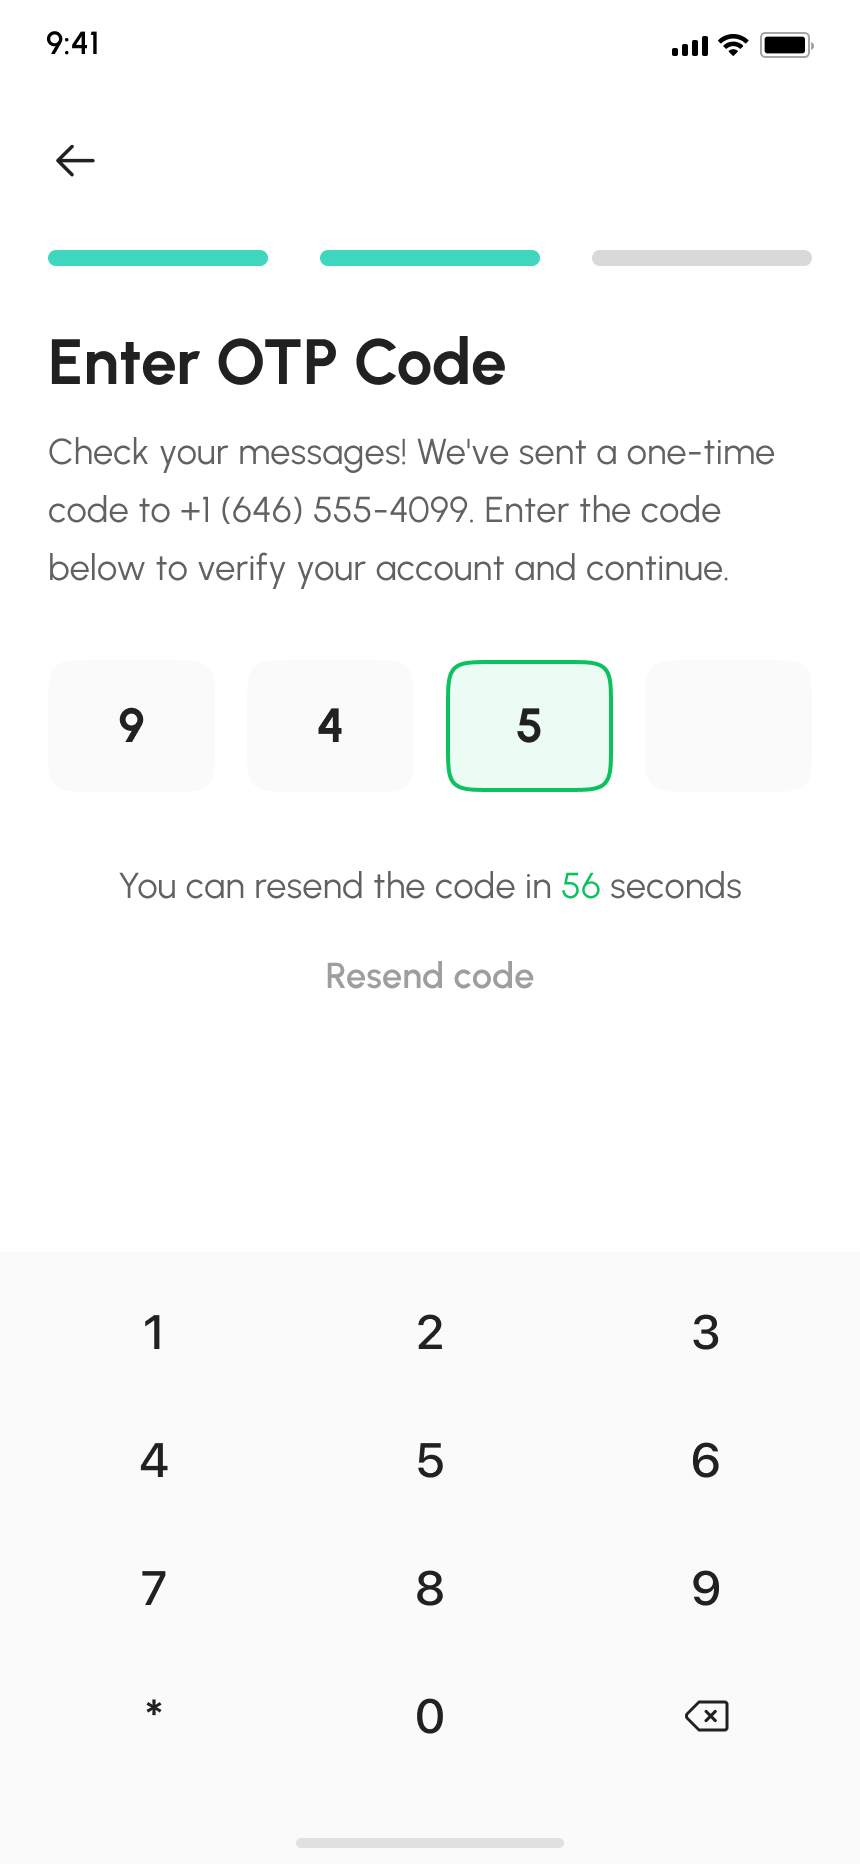 9:41
Enter OTP Code
Check your messages! We've sent a one-time
code to +1 (646) 555-4099. Enter the code
below to verify your account and continue.
9 4 5
You can resend the code in 56 seconds
Resend code
1 2 3
4 5 6
7 8 9
* 0